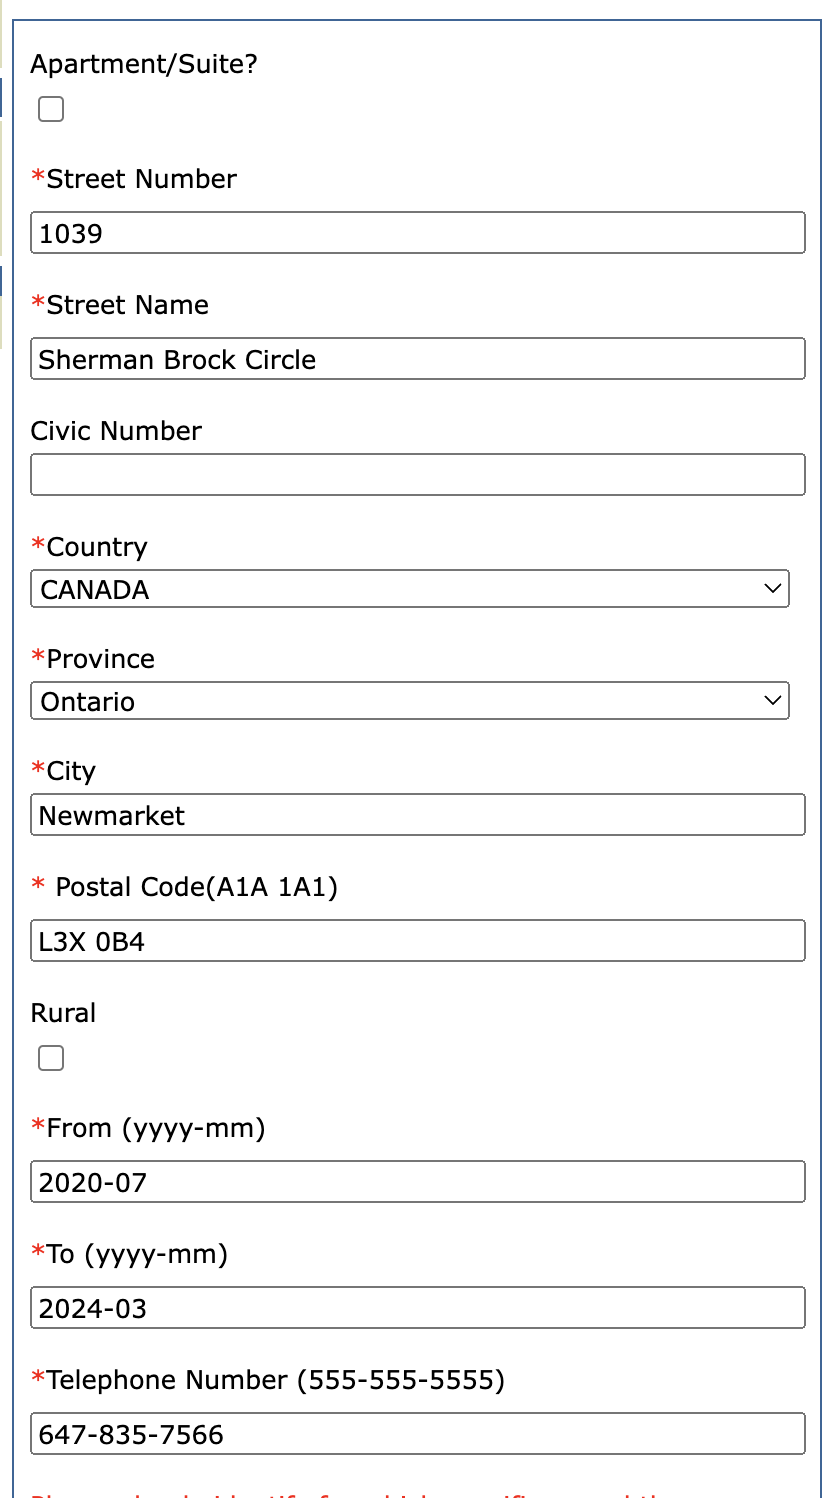 Apartment/Suite?
*Street Number
1039
*Street Name
Sherman Brock Circle
Civic Number
*Country
CANADA
*Province
Ontario
*City
Newmarket
* Postal Code(A1A 1A1)
L3X 0B4
Rural
*From (yyyy-mm)
2020-07
*To (yyyy-mm)
2024-03
*Telephone Number (555-555-5555)
647-835-7566